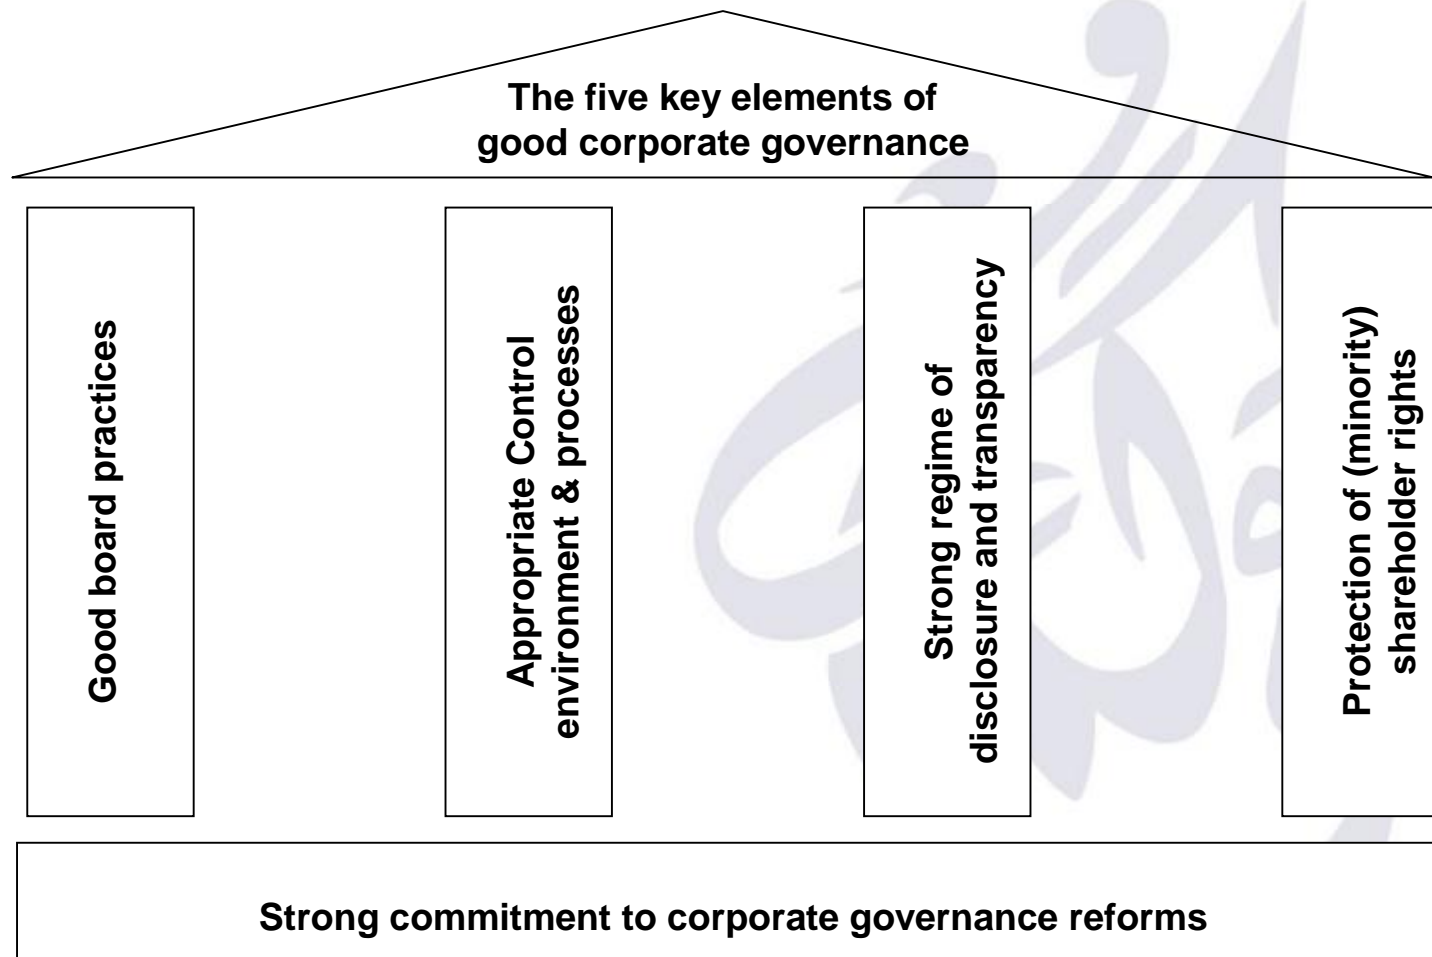 The five key elements of
good corporate governance
Good board practices
Appropriate Control
environment & processes
Strong regime of
disclosure and transparency
Protection of (minority)
shareholder rights
Strong commitment to corporate governance reforms